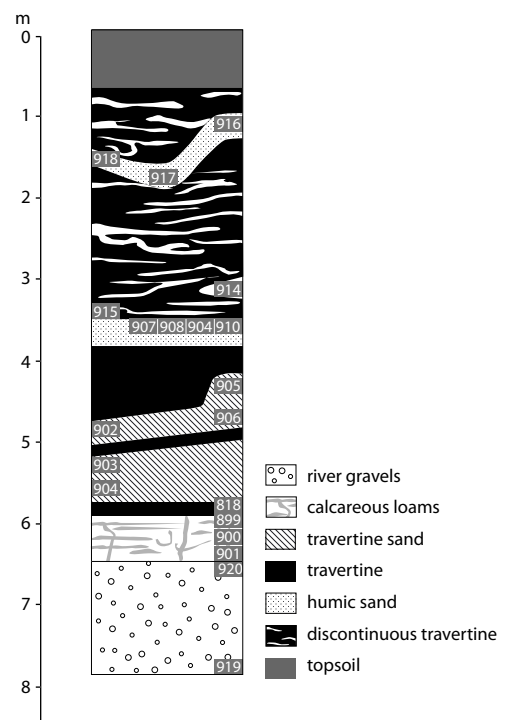 m
0
1
916
918
917
2
3
914
915
907 908 904 910
4
905
906
902
5
903
904
818
899
6
900
901
920
7
919
8
river gravels
calcareous loams
travertine sand
travertine
humic sand
discontinuous travertine
topsoil